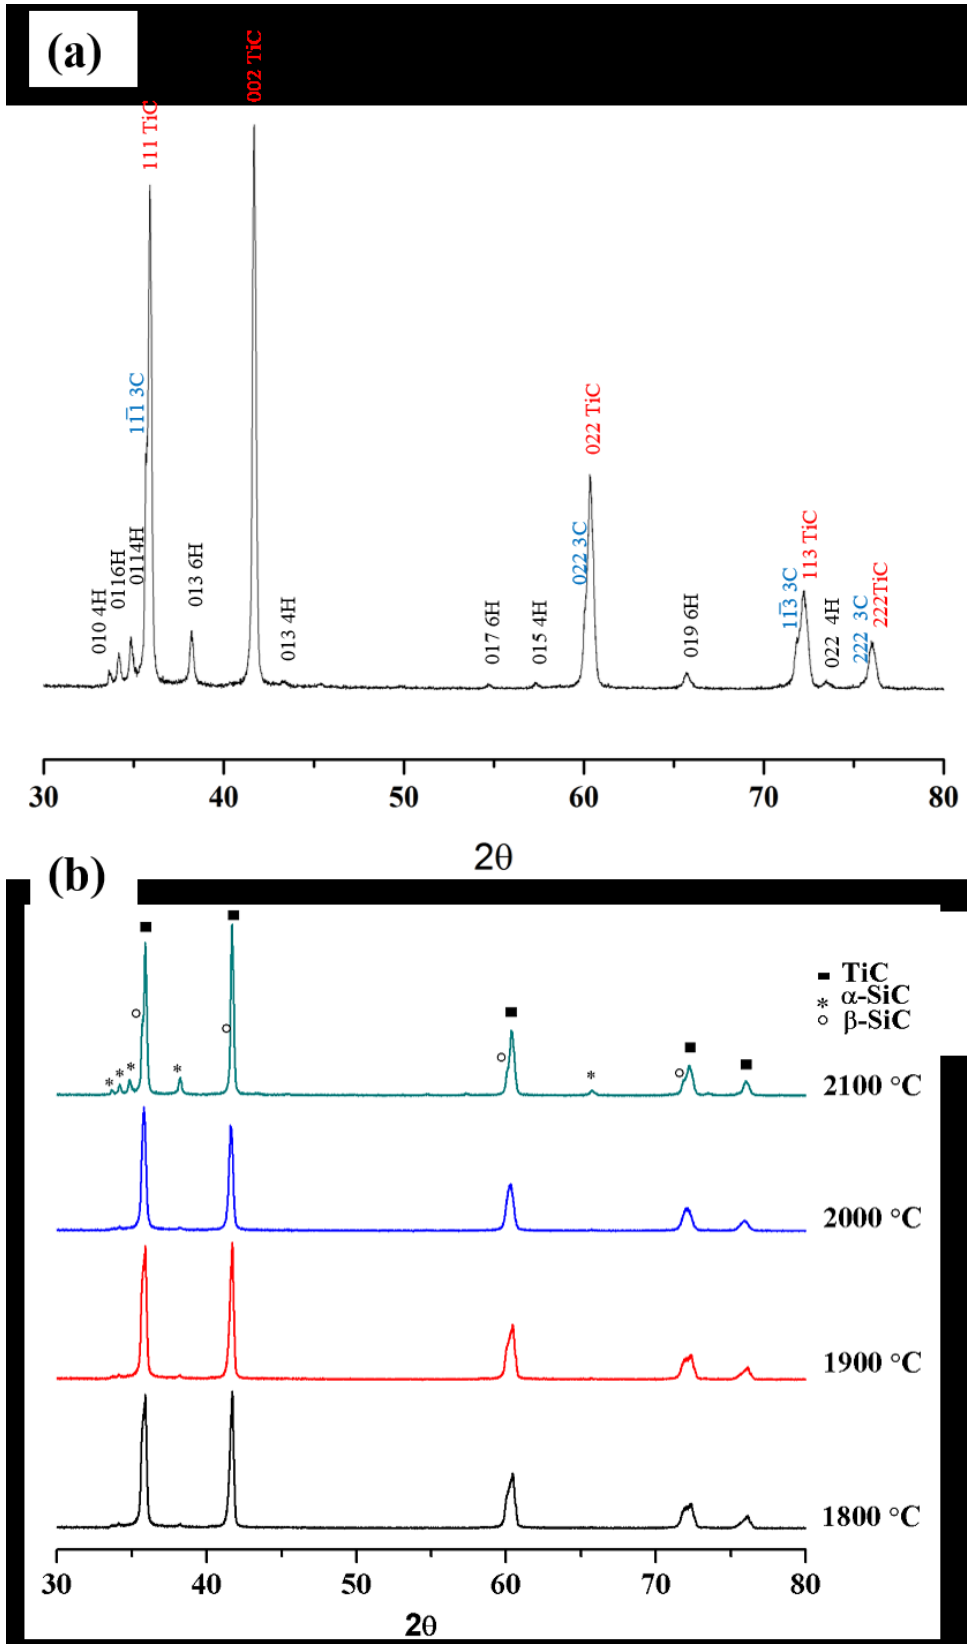 (a)
002 TiC
111 TiC
11̅1 3C
022 TiC
010 4H
0116H
0114H
013 6H
013 4H
017 6H
015 4H
022 3C
019 6H
11̅3 3C
113 TiC
022 4H
222 3C
222TiC
30 40 50 60 70 80
2θ
(b)
■ TiC
* α-SiC
○ β-SiC
2100 °C
2000 °C
1900 °C
1800 °C
30 40 50 60 70 80
2θ